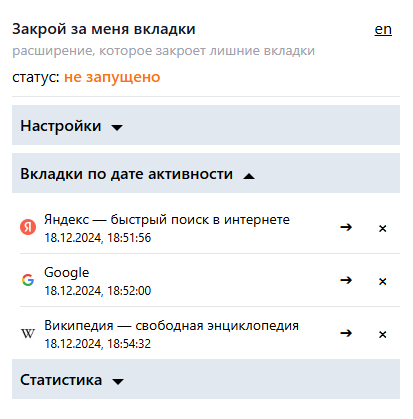 Закрой за меня вкладки
en
расширение, которое закроет лишние вкладки
статус: не запущено
Настройки
Вкладки по дате активности
Яндекс — быстрый поиск в интернете
18.12.2024, 18:51:56
Google
18.12.2024, 18:52:00
Википедия — свободная энциклопедия
18.12.2024, 18:54:32
Статистика